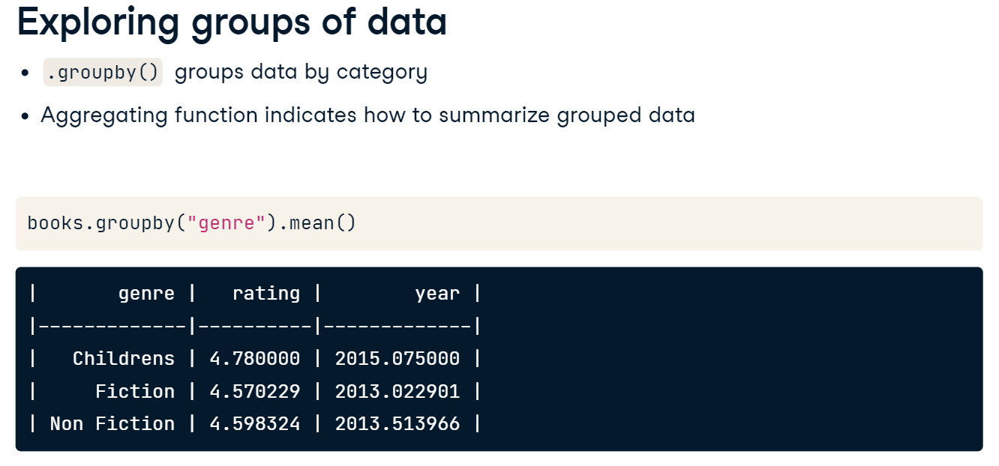 Exploring groups of data
• .groupby() groups data by category
• Aggregating function indicates how to summarize grouped data
books.groupby("genre").mean()
|       genre |   rating |        year |
|-------------|----------|-------------|
|   Childrens | 4.780000 | 2015.075000 |
|     Fiction | 4.570229 | 2013.022901 |
| Non Fiction | 4.598324 | 2013.513966 |